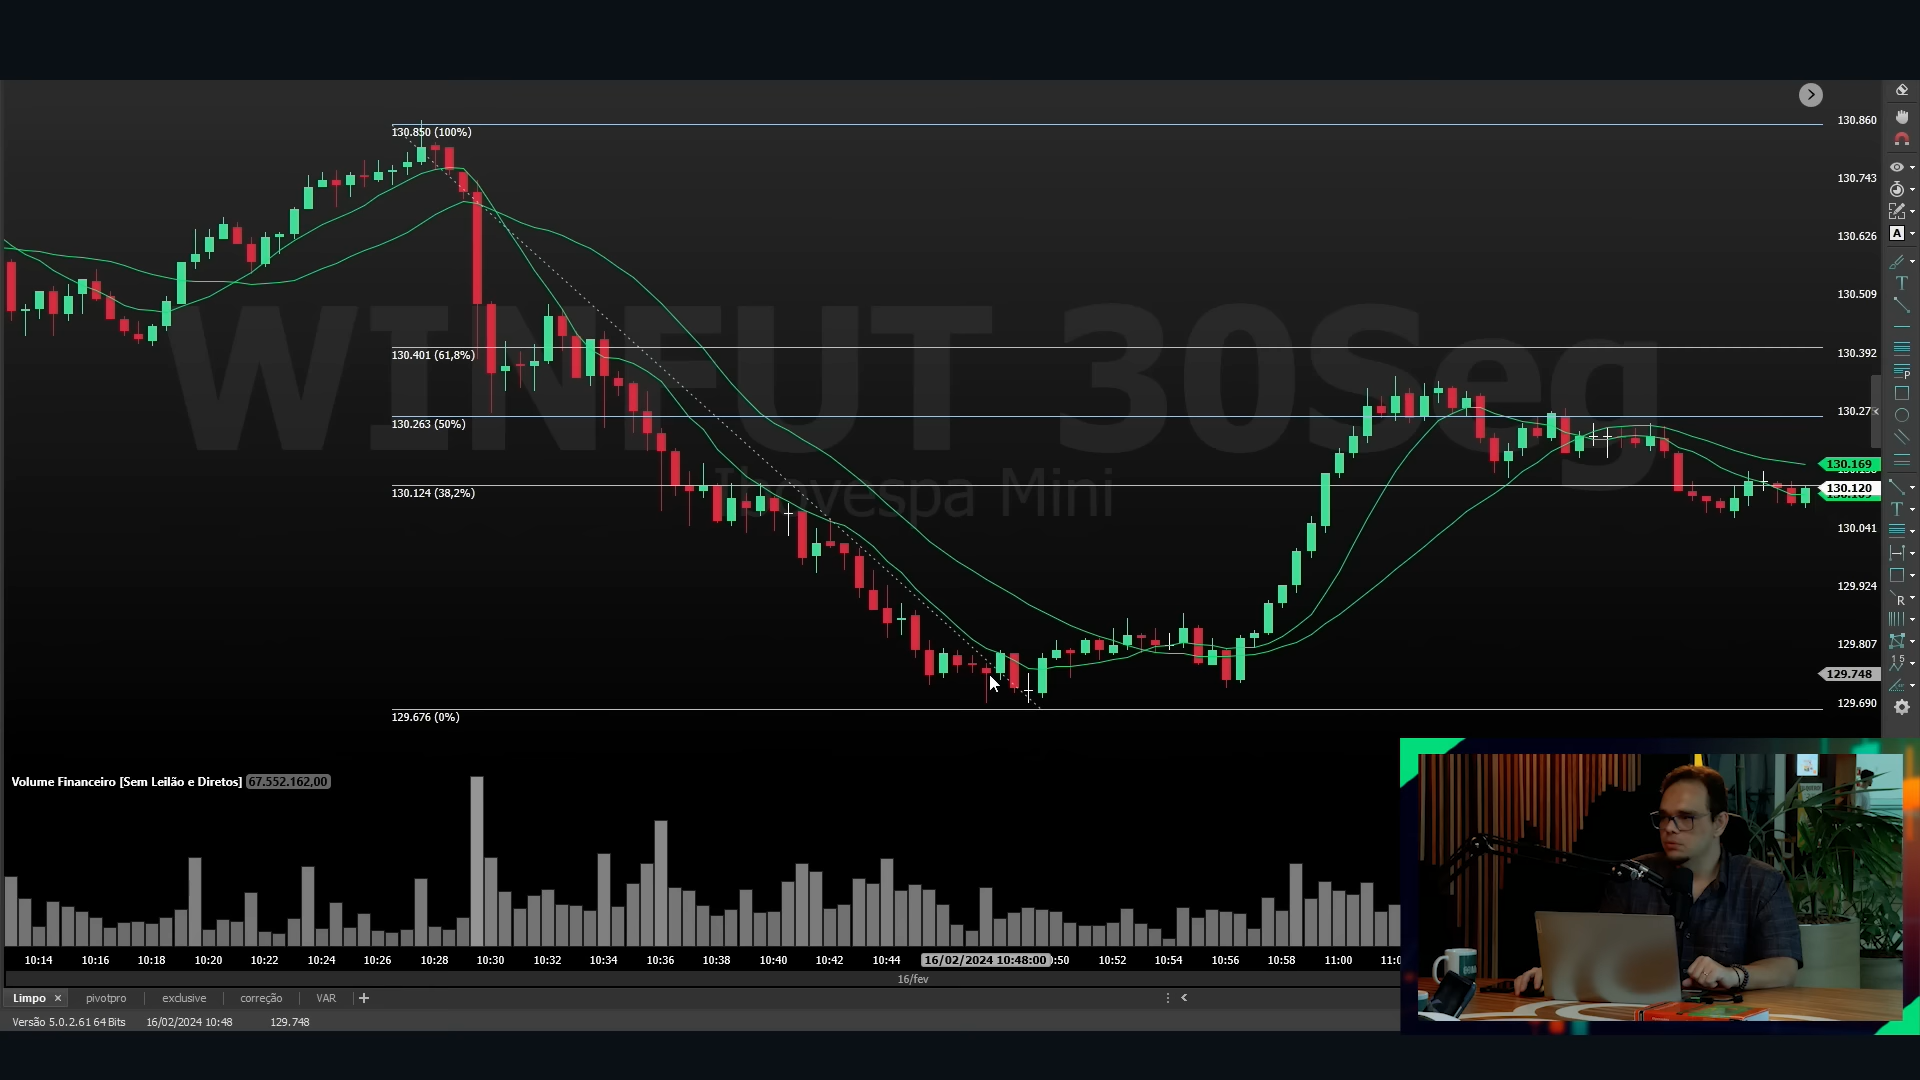 WINFUT 30Seg
Ibovespa Mini
130.850 (100%)
130.401 (61,8%)
130.263 (50%)
130.124 (38,2%)
129.676 (0%)
130.860
130.743
130.626
130.509
130.392
130.27
130.169
130.120
130.041
129.924
129.807
129.748
129.690
A
T
P
T
R
1 5
Volume Financeiro [Sem Leilão e Diretos] 67.552.162,00
10:14 10:16 10:18 10:20 10:22 10:24 10:26 10:28 10:30 10:32 10:34 10:36 10:38 10:40 10:42 10:44 16/02/2024 10:48:00 :50 10:52 10:54 10:56 10:58 11:00 11:0
16/fev
Limpo × pivotpro exclusive correção VAR +
Versão 5.0.2.61 64 Bits 16/02/2024 10:48 129.748